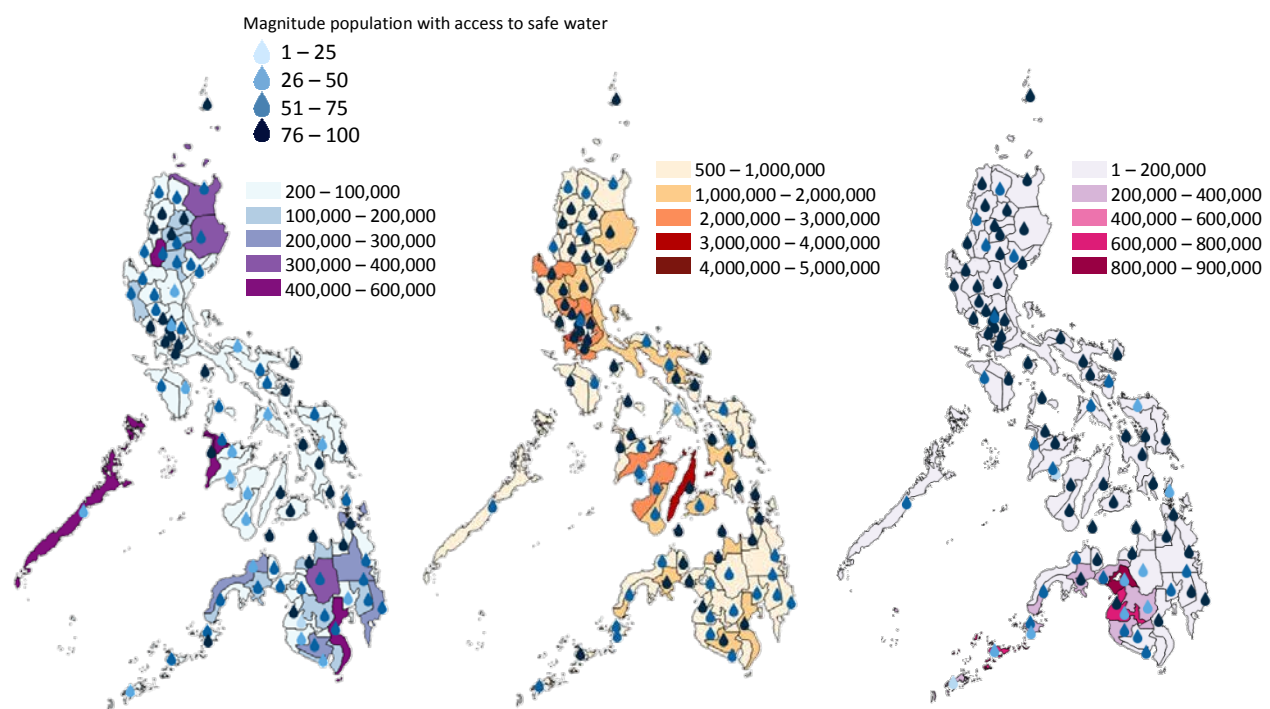 Magnitude population with access to safe water
1 – 25
26 – 50
51 – 75
76 – 100
200 – 100,000
100,000 – 200,000
200,000 – 300,000
300,000 – 400,000
400,000 – 600,000
500 – 1,000,000
1,000,000 – 2,000,000
2,000,000 – 3,000,000
3,000,000 – 4,000,000
4,000,000 – 5,000,000
1 – 200,000
200,000 – 400,000
400,000 – 600,000
600,000 – 800,000
800,000 – 900,000